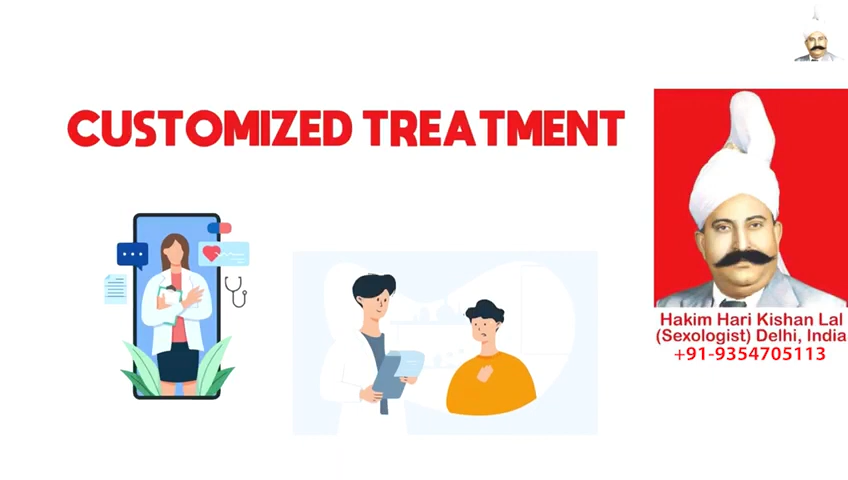 CUSTOMIZED TREATMENT
Hakim Hari Kishan Lal
(Sexologist) Delhi, India
+91-9354705113